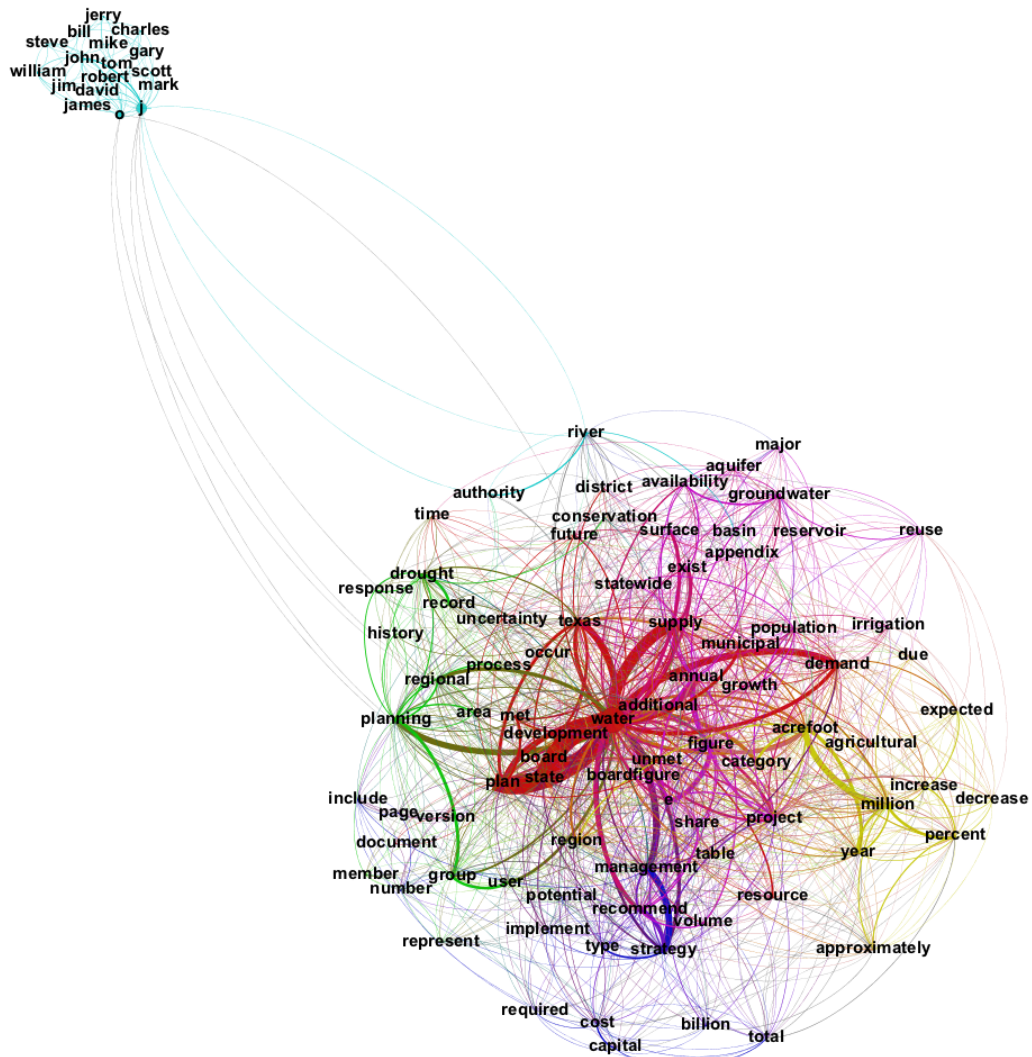 jerry
bill
charles
steve
mike
gary
john
tom
william
scott
robert
jim
mark
david
james
j
o
river
major
aquifer
availability
district
authority
groundwater
time
conservation
surface
basin
reservoir
reuse
future
appendix
exist
drought
statewide
response
record
uncertainty
texas
supply
population
irrigation
history
municipal
occur
due
process
demand
regional
annual
growth
additional
area
met
expected
planning
water
development
acrefoot
figure
agricultural
board
unmet
category
plan
state
boardfigure
increase
include
e
million
decrease
page
version
share
project
percent
document
region
year
table
member
group
management
number
user
potential
resource
recommend
volume
implement
represent
type
strategy
approximately
required
cost
billion
total
capital